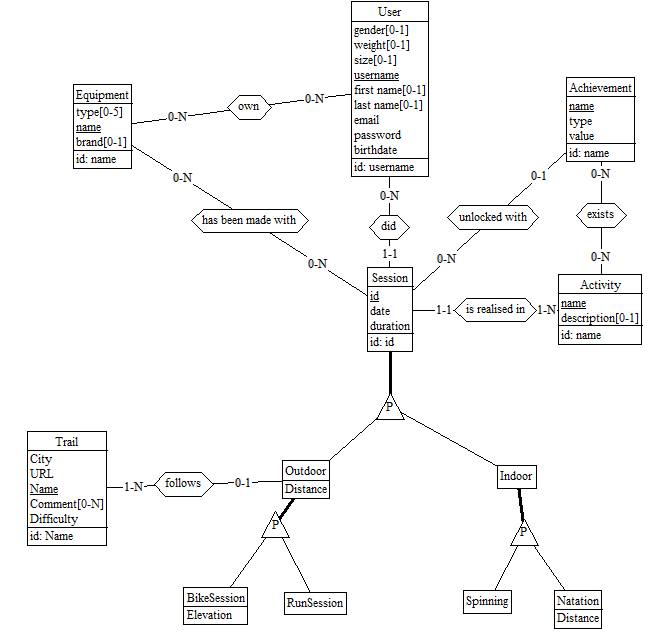 User
gender[0-1]
weight[0-1]
size[0-1]
username
first name[0-1]
last name[0-1]
email
password
birthdate
id: username
Equipment
type[0-5]
name
brand[0-1]
id: name
0-N
own
0-N
Achievement
name
type
value
id: name
0-N
has been made with
0-N
0-N
did
1-1
0-1
unlocked with
0-N
0-N
exists
0-N
Session
id
date
duration
id: id
1-1
is realised in
1-N
Activity
name
description[0-1]
id: name
P
Trail
City
URL
Name
Comment[0-N]
Difficulty
id: Name
1-N
follows
0-1
Outdoor
Distance
Indoor
P
P
BikeSession
Elevation
RunSession
Spinning
Natation
Distance